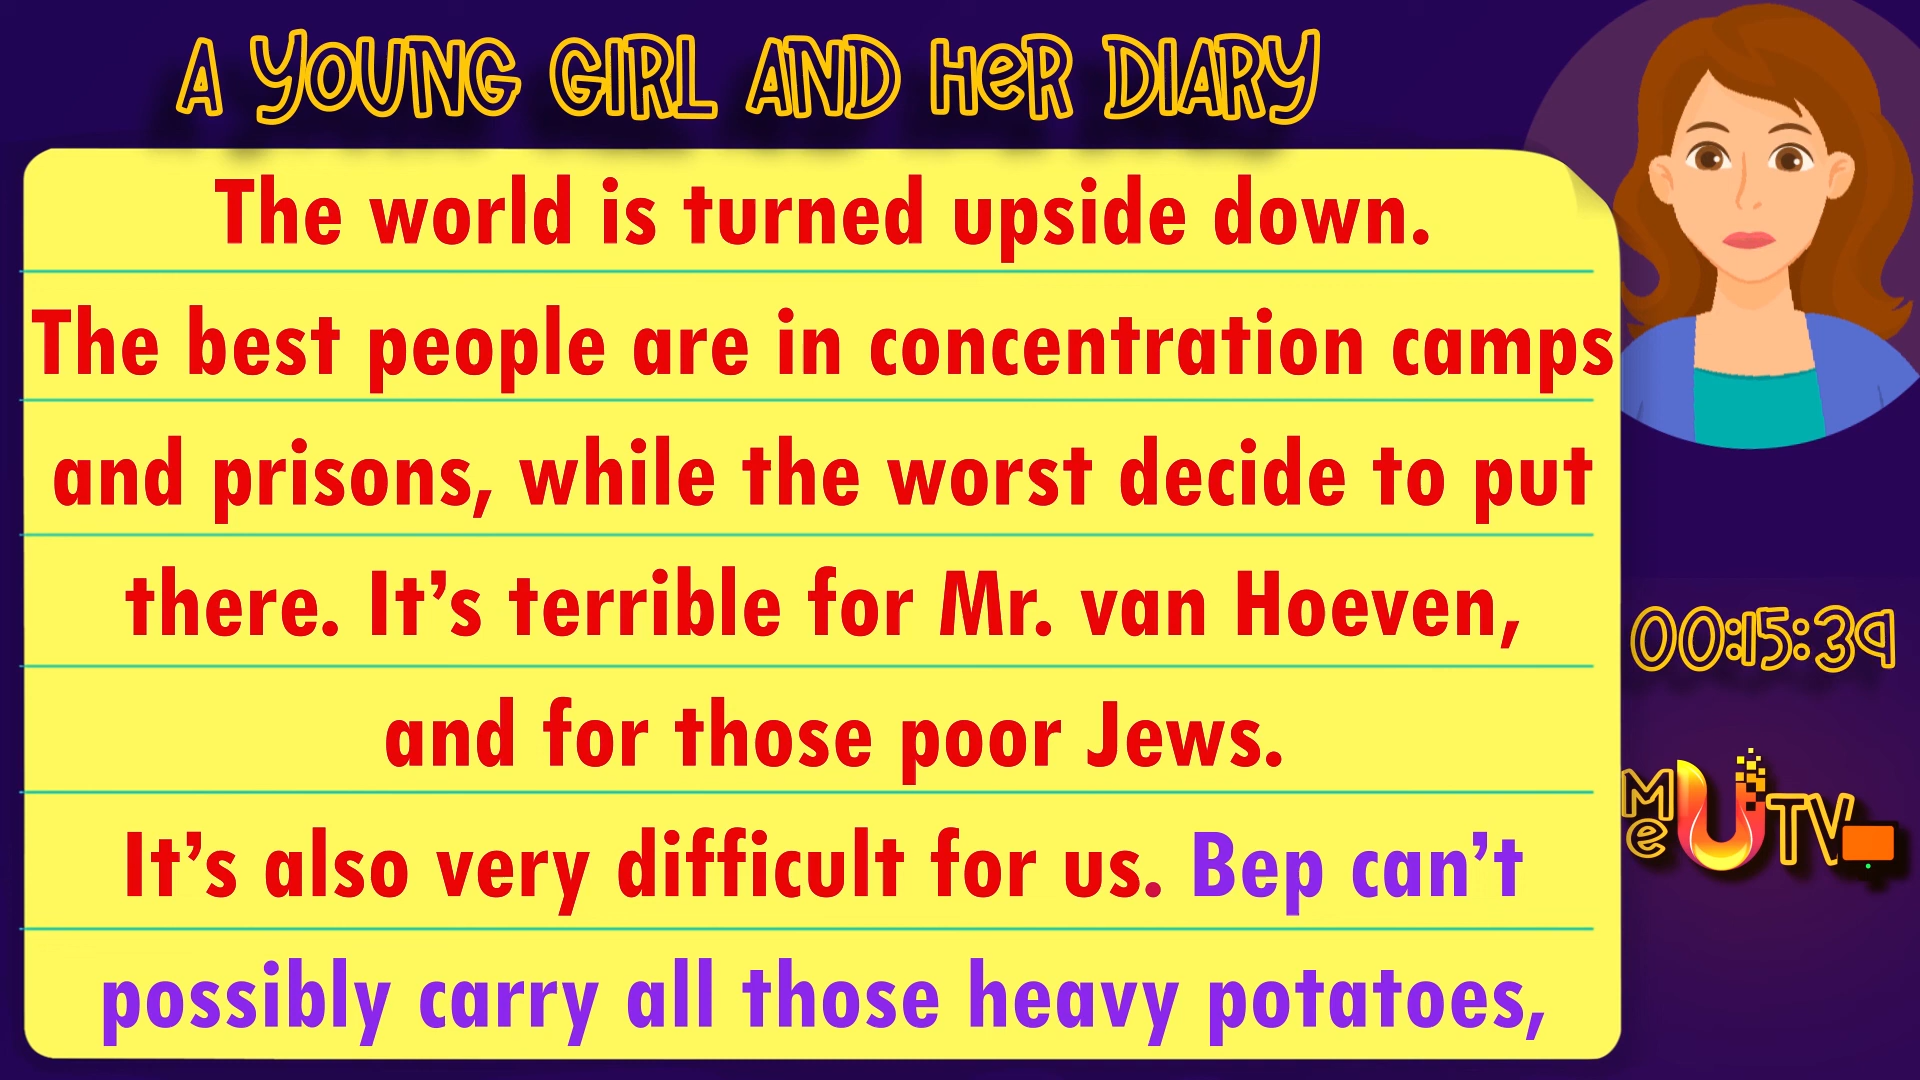 A YOUNG GIRL AND HER DIARY
The world is turned upside down.
The best people are in concentration camps
and prisons, while the worst decide to put
there. It’s terrible for Mr. van Hoeven,
and for those poor Jews.
It’s also very difficult for us. Bep can’t
possibly carry all those heavy potatoes,
00:15:39
Me U TV